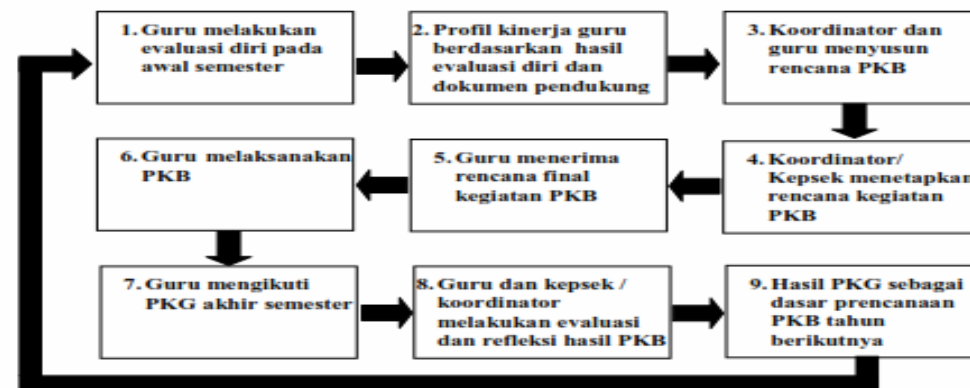 1. Guru melakukan
evaluasi diri pada
awal semester
2. Profil kinerja guru
berdasarkan hasil
evaluasi diri dan
dokumen pendukung
3. Koordinator dan
guru menyusun
rencana PKB
4. Koordinator/
Kepsek menetapkan
rencana kegiatan
PKB
5. Guru menerima
rencana final
kegiatan PKB
6. Guru melaksanakan
PKB
7. Guru mengikuti
PKG akhir semester
8. Guru dan kepsek /
koordinator
melakukan evaluasi
dan refleksi hasil PKB
9. Hasil PKG sebagai
dasar prencanaan
PKB tahun
berikutnya